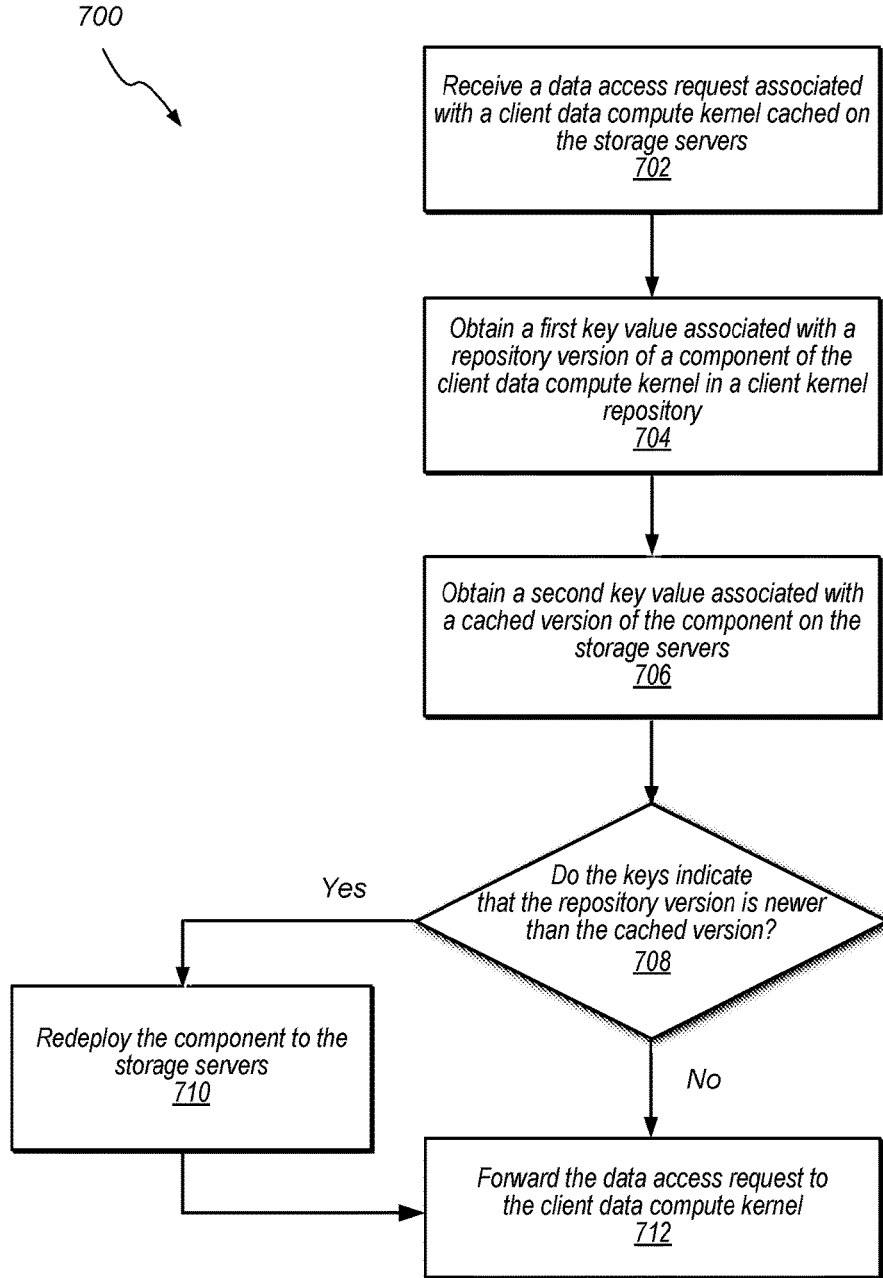 700
Receive a data access request associated
with a client data compute kernel cached on
the storage servers
702
Obtain a first key value associated with a
repository version of a component of the
client data compute kernel in a client kernel
repository
704
Obtain a second key value associated with
a cached version of the component on the
storage servers
706
Do the keys indicate
that the repository version is newer
than the cached version?
708
Yes
Redeploy the component to the
storage servers
710
No
Forward the data access request to
the client data compute kernel
712